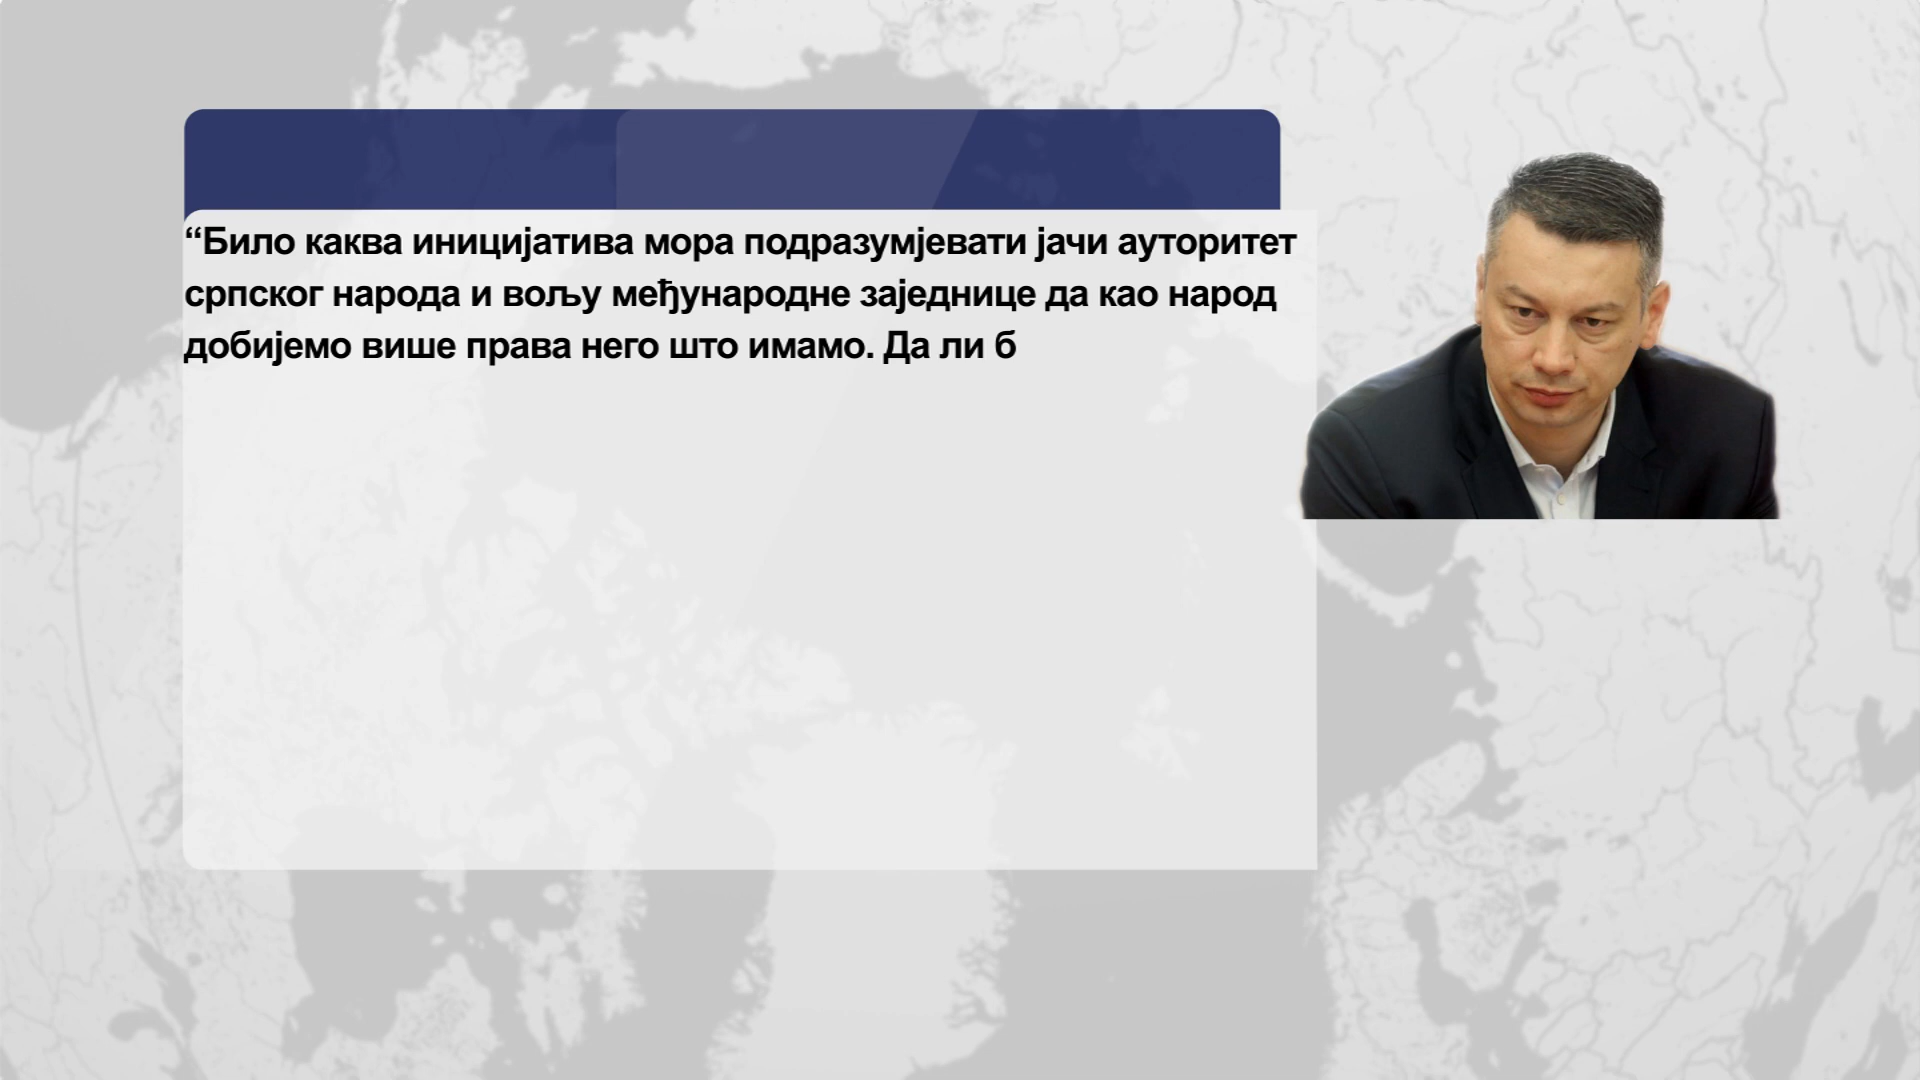 “Било каква иницијатива мора подразумјевати јачи ауторитет
српског народа и вољу међународне заједнице да као народ
добијемо више права него што имамо. Да ли б